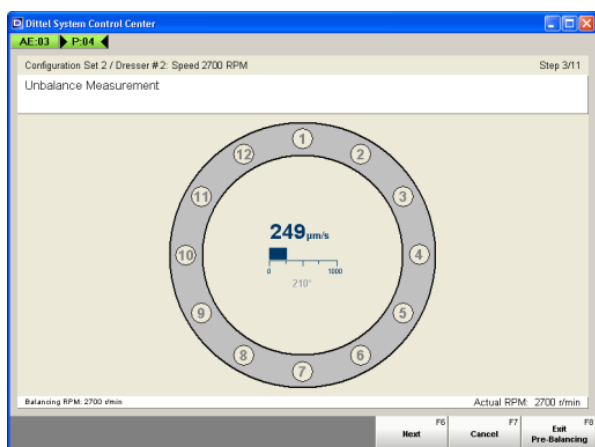 Dittel System Control Center
AE:03 P:04
Configuration Set 2 / Dresser #2: Speed 2700 RPM Step 3/11
Unbalance Measurement
1
12 2
11 3
249 µm/s
10 4
0 1000
210°
9 5
8 6
7
Balancing RPM: 2700 r/min Actual RPM: 2700 r/min
F6 F7 F8
Next Cancel Exit
Pre-Balancing